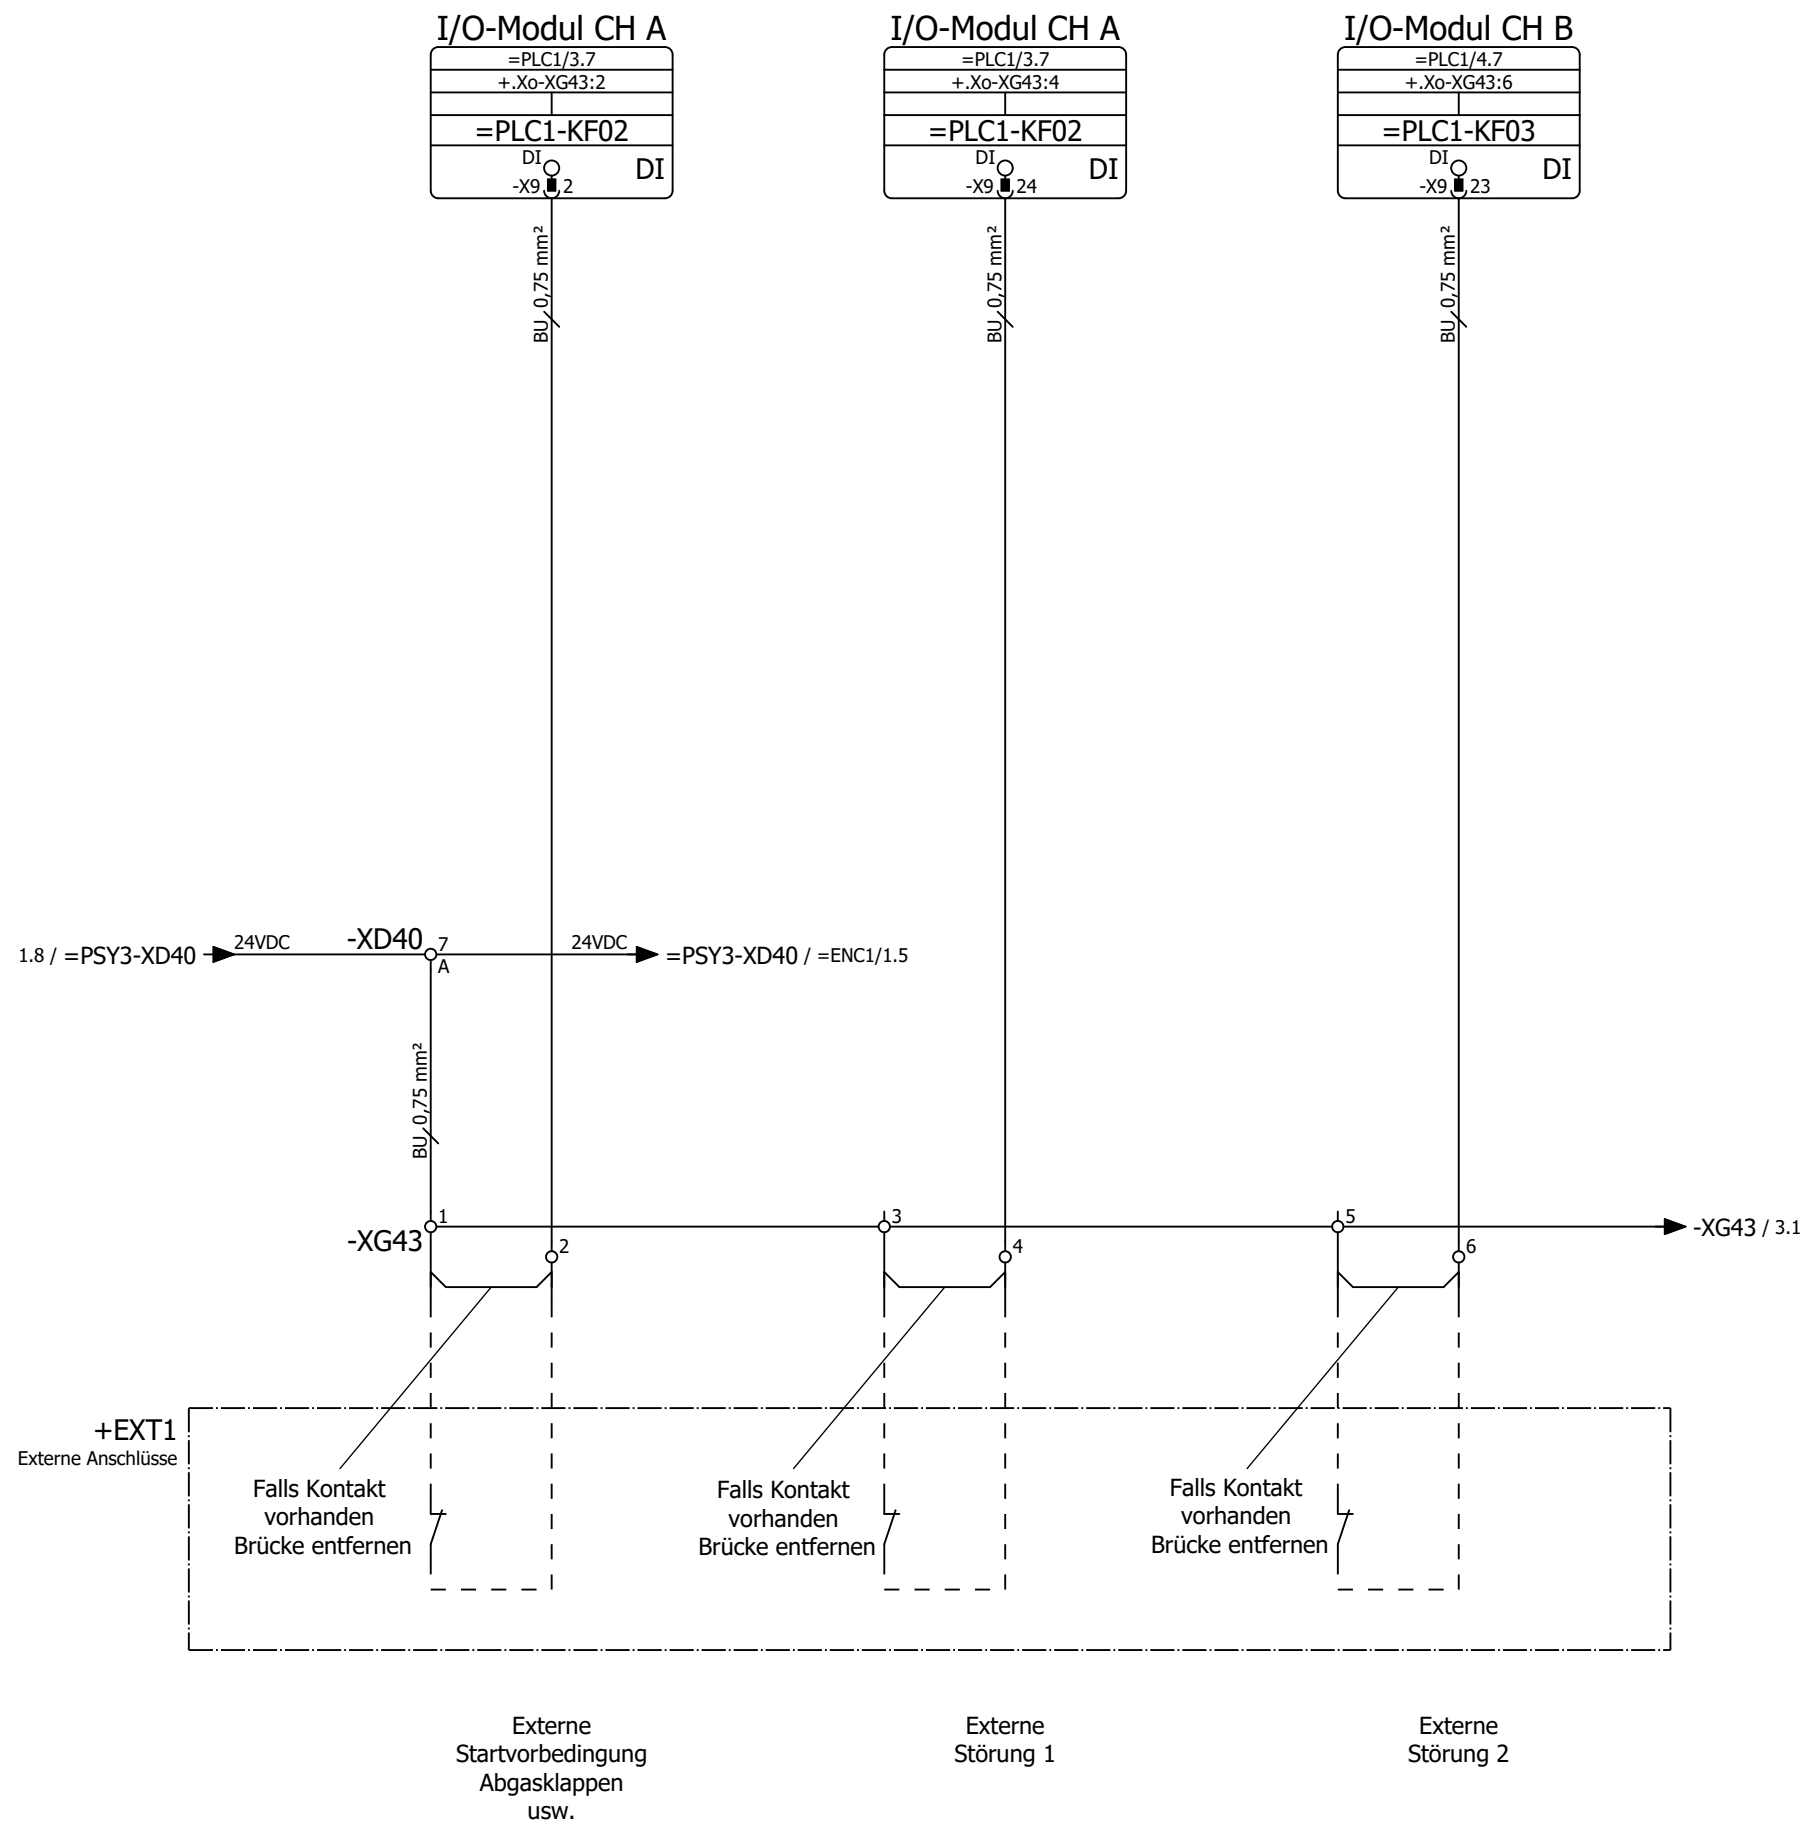 I/O-Modul CH A
=PLC1/3.7
+.Xo-XG43:2
=PLC1-KF02
DI
DI
-X9 2
BU 0,75 mm²
I/O-Modul CH A
=PLC1/3.7
+.Xo-XG43:4
=PLC1-KF02
DI
DI
-X9 24
BU 0,75 mm²
I/O-Modul CH B
=PLC1/4.7
+.Xo-XG43:6
=PLC1-KF03
DI
DI
-X9 23
BU 0,75 mm²
1.8 / =PSY3-XD40
24VDC
-XD40
7
A
24VDC
=PSY3-XD40 / =ENC1/1.5
BU 0,75 mm²
-XG43
1
2
3
4
5
6
-XG43 / 3.1
+EXT1
Externe Anschlüsse
Falls Kontakt
vorhanden
Brücke entfernen
Falls Kontakt
vorhanden
Brücke entfernen
Falls Kontakt
vorhanden
Brücke entfernen
Externe
Startvorbedingung
Abgasklappen
usw.
Externe
Störung 1
Externe
Störung 2